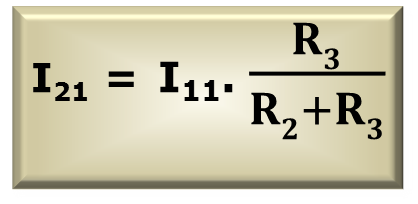 I₂₁ = I₁₁. R₃
R₂+R₃